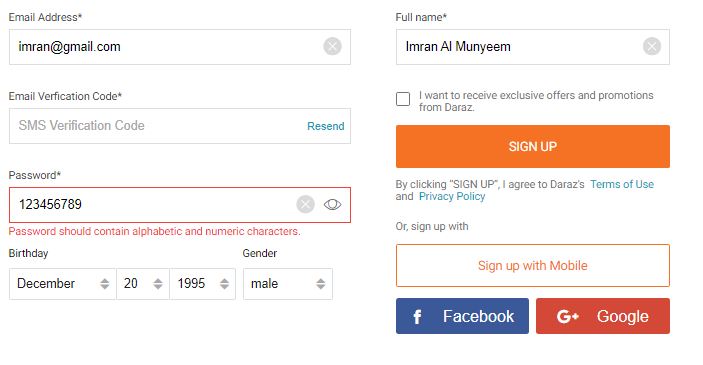 Email Address*
imran@gmail.com
Email Verfication Code*
SMS Verification Code Resend
Password*
123456789
Password should contain alphabetic and numeric characters.
Birthday Gender
December 20 1995 male
Full name*
Imran Al Munyeem
I want to receive exclusive offers and promotions
from Daraz.
SIGN UP
By clicking "SIGN UP", I agree to Daraz's Terms of Use
and Privacy Policy
Or, sign up with
Sign up with Mobile
f Facebook G+ Google